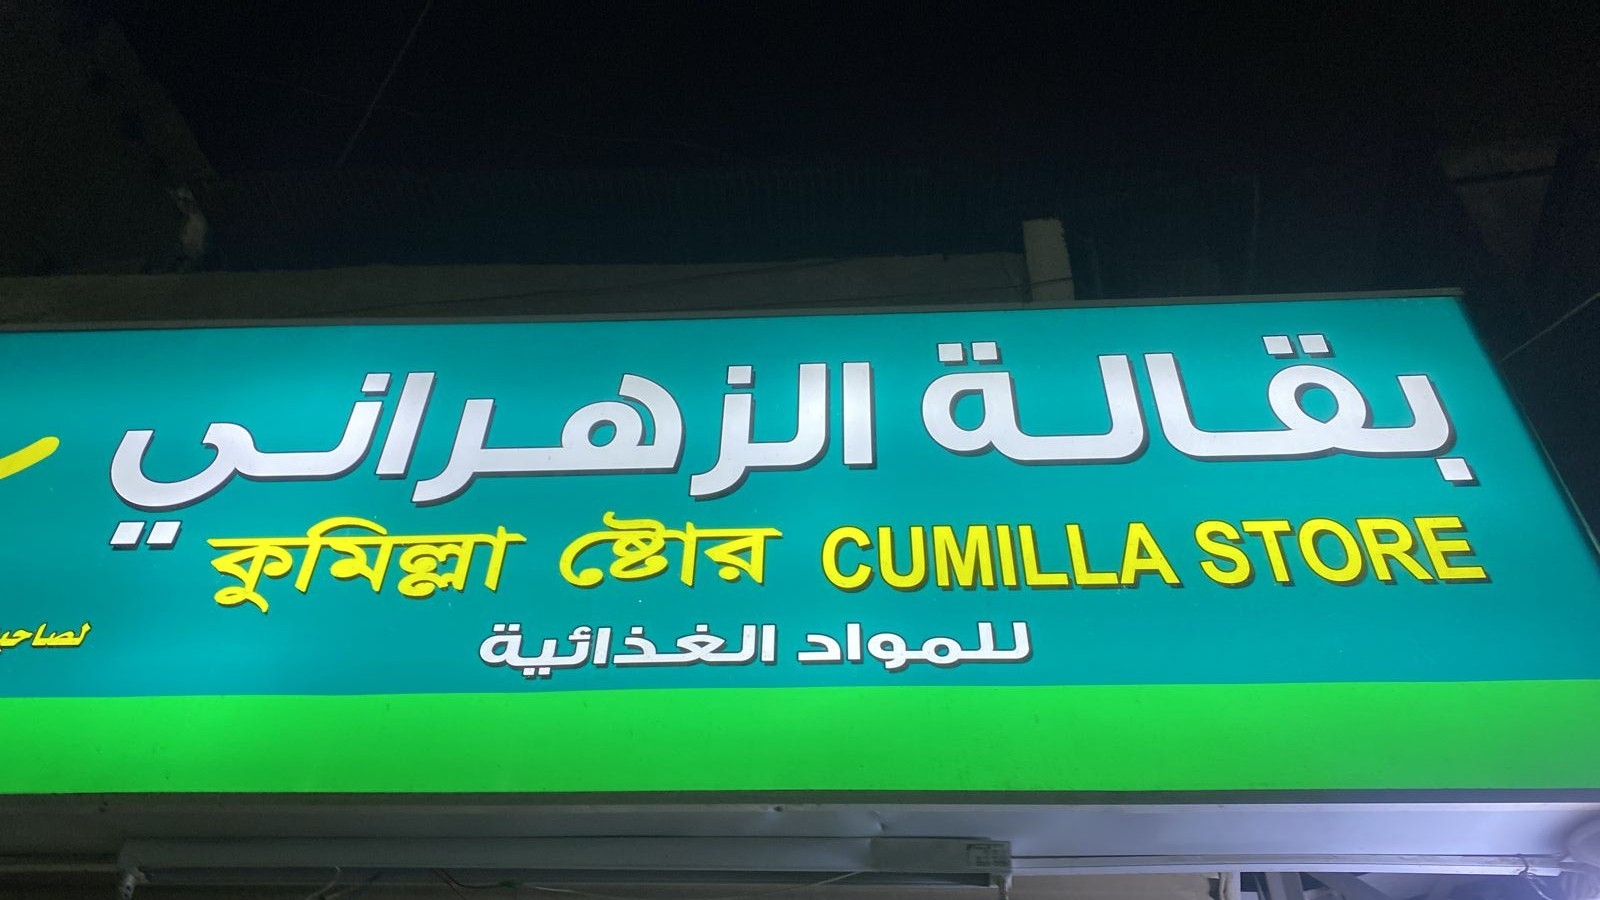 بقالة الزهراني
কুমিল্লা ষ্টোর CUMILLA STORE
للمواد الغذائية